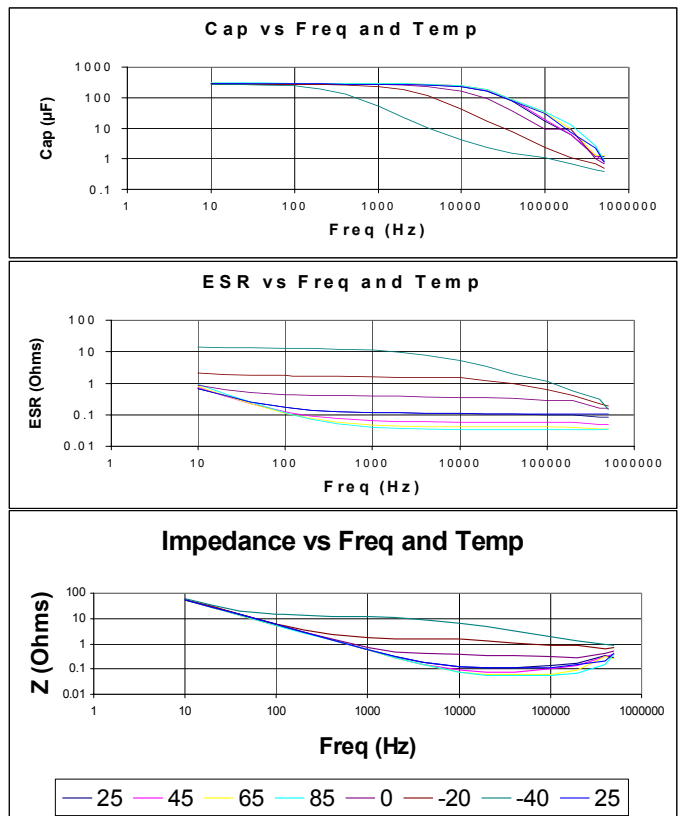 Cap vs Freq and Temp
1000
100
10
1
0.1
Cap (µF)
1 10 100 1000 10000 100000 1000000
Freq (Hz)
ESR vs Freq and Temp
100
10
1
0.1
0.01
ESR (Ohms)
1 10 100 1000 10000 100000 1000000
Freq (Hz)
Impedance vs Freq and Temp
100
10
1
0.1
0.01
Z (Ohms)
1 10 100 1000 10000 100000 1000000
Freq (Hz)
25 45 65 85 0 -20 -40 25